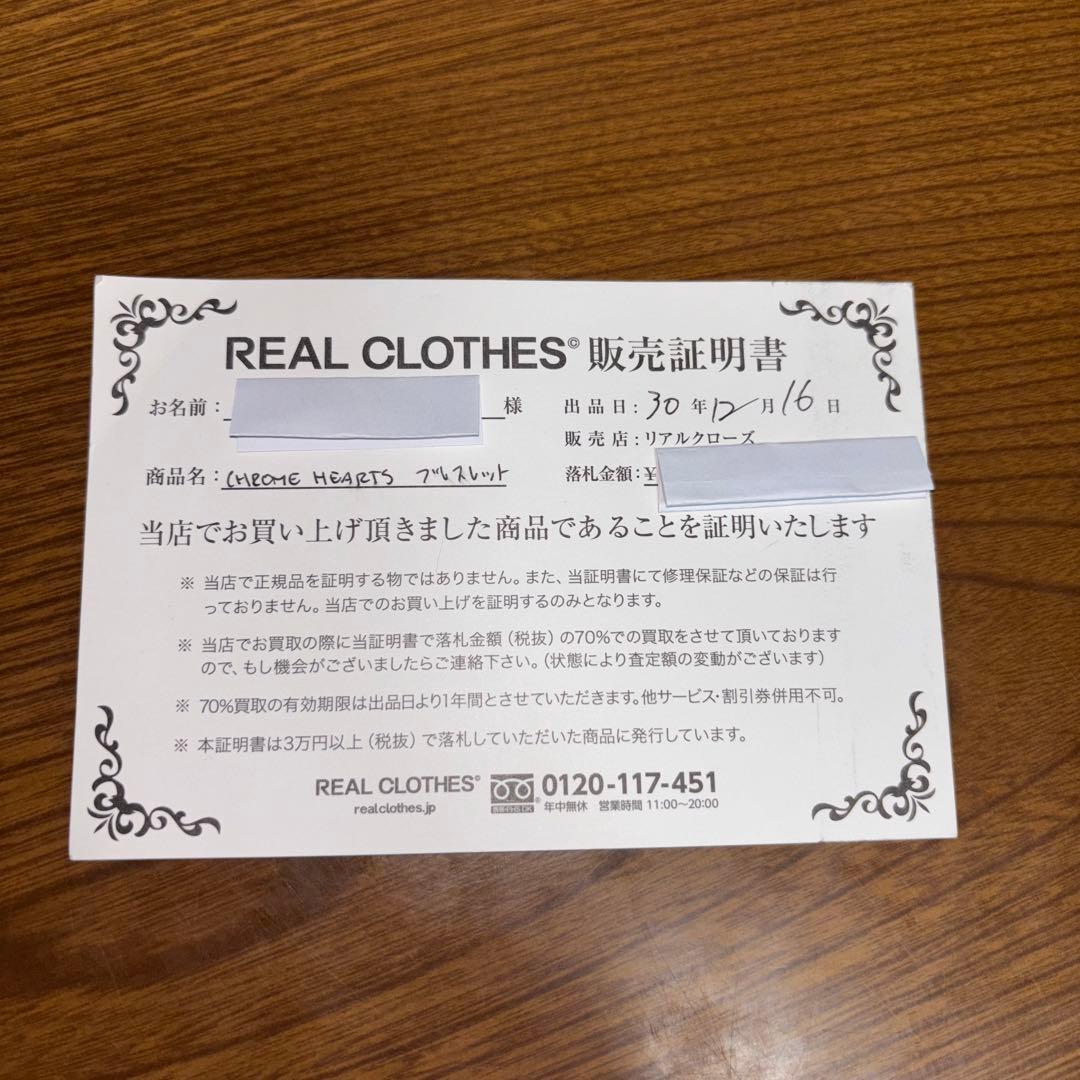 REAL CLOTHES© 販売証明書
お名前： 様
出品日：30年12月16日
販売店：リアルクローズ
商品名：CHROME HEARTS ブレスレット
落札金額：¥
当店でお買い上げ頂きました商品であることを証明いたします
※ 当店で正規品を証明する物ではありません。また、当証明書にて修理保証などの保証は行
っておりません。当店でのお買い上げを証明するのみとなります。
※ 当店でお買取の際に当証明書で落札金額（税抜）の70%での買取をさせて頂いております
ので、もし機会がございましたらご連絡下さい。（状態により査定額の変動がございます）
※ 70%買取の有効期限は出品日より1年間とさせていただきます。他サービス・割引券併用不可。
※ 本証明書は3万円以上（税抜）で落札していただいた商品に発行しています。
REAL CLOTHES©
realclothes.jp
0120-117-451
年中無休 営業時間 11:00〜20:00